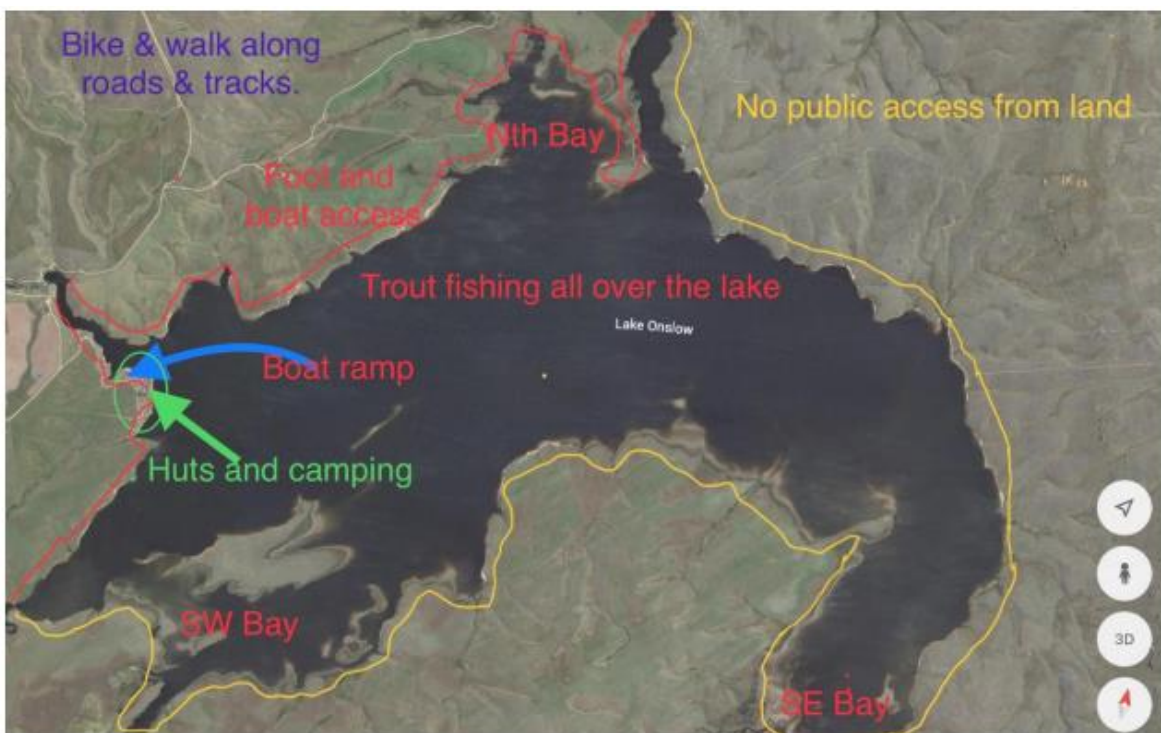 Bike & walk along
roads & tracks.
No public access from land
Nth Bay
Foot and
boat access
Trout fishing all over the lake
Lake Onslow
Boat ramp
Huts and camping
SW Bay
SE Bay
3D